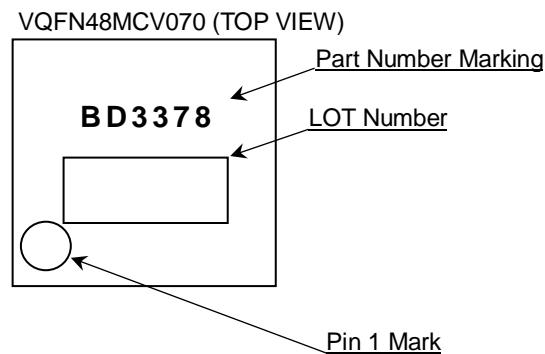 VQFN48MCV070 (TOP VIEW)
Part Number Marking
BD3378
LOT Number
Pin 1 Mark